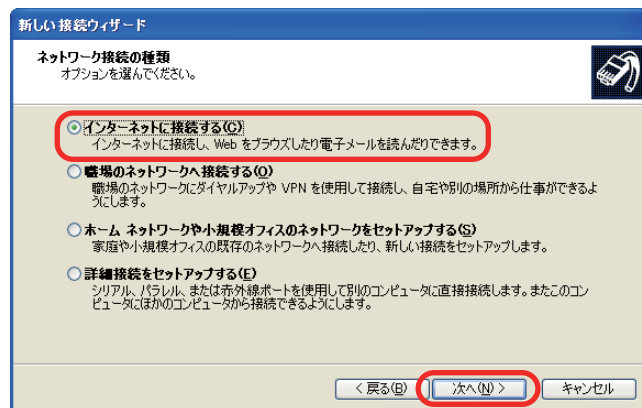 新しい接続ウィザード
ネットワーク接続の種類
オプションを選んでください。
インターネットに接続する(C)
インターネットに接続し、Web をブラウズしたり電子メールを読んだりできます。
職場のネットワークへ接続する(O)
職場のネットワークにダイヤルアップや VPN を使用して接続し、自宅や別の場所から仕事ができるよ
うにします。
ホーム ネットワークや小規模オフィスのネットワークをセットアップする(S)
家庭や小規模オフィスの既存のネットワークへ接続したり、新しい接続をセットアップします。
詳細接続をセットアップする(E)
シリアル、パラレル、または赤外線ポートを使用して別のコンピュータに直接接続します。またこのコン
ピュータにほかのコンピュータから接続できるようにします。
< 戻る(B) 次へ(N) > キャンセル